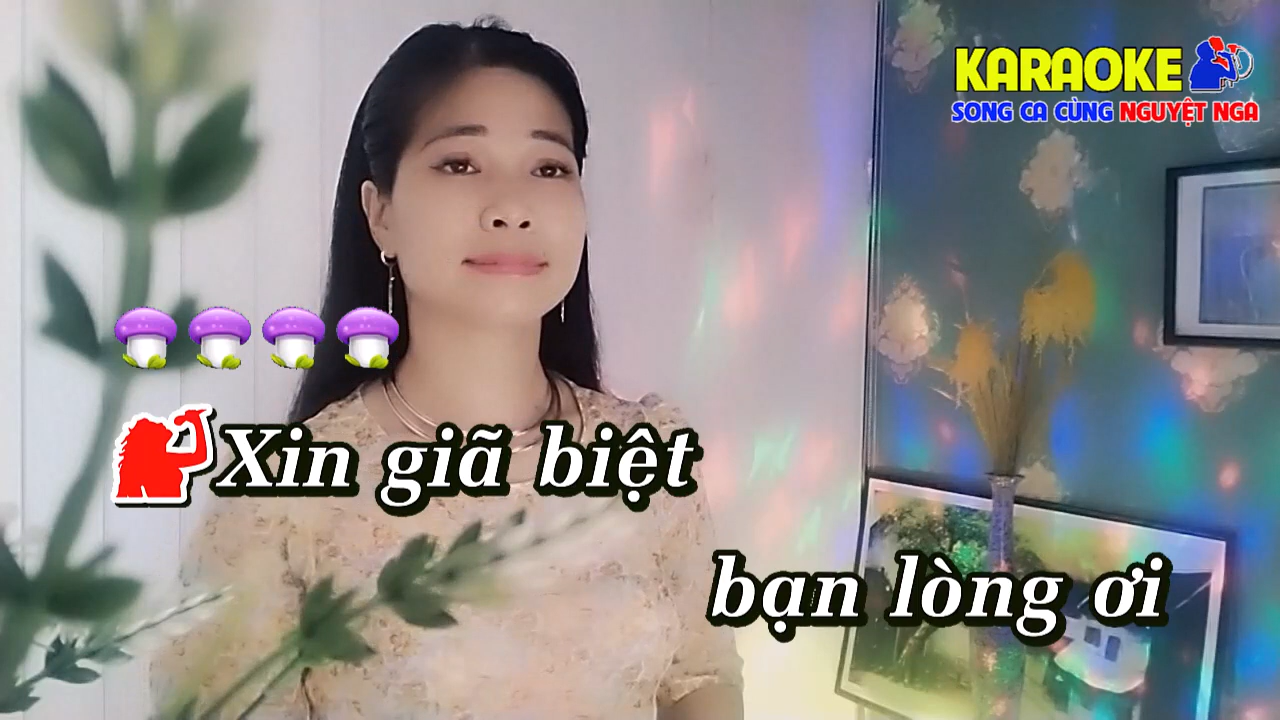 KARAOKE
SONG CA CÙNG NGUYỆT NGA
Xin giã biệt
bạn lòng ơi